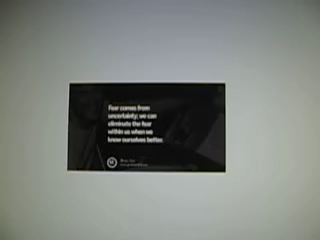 Fear comes from
uncertainty; we can
eliminate the fear
within us when we
know ourselves better.